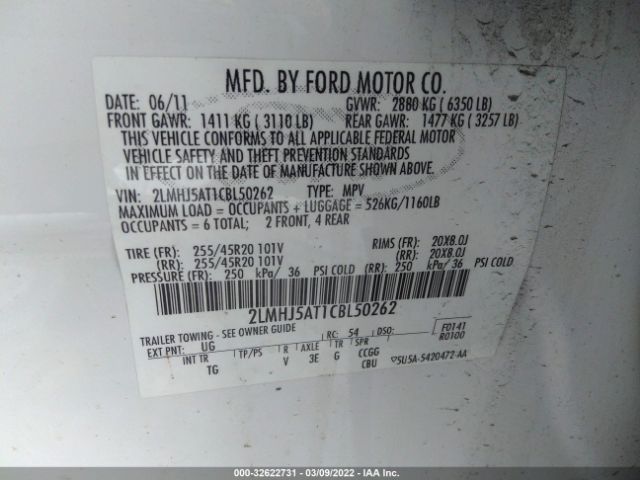 MFD. BY FORD MOTOR CO.
DATE: 06/11 GVWR: 2880 KG ( 6350 LB)
FRONT GAWR: 1411 KG ( 3110 LB) REAR GAWR: 1477 KG ( 3257 LB)
THIS VEHICLE CONFORMS TO ALL APPLICABLE FEDERAL MOTOR
VEHICLE SAFETY AND THEFT PREVENTION STANDARDS
IN EFFECT ON THE DATE OF MANUFACTURE SHOWN ABOVE.
VIN: 2LMHJ5AT1CBL50262 TYPE: MPV
MAXIMUM LOAD = OCCUPANTS + LUGGAGE = 526KG/1160LB
OCCUPANTS = 6 TOTAL; 2 FRONT, 4 REAR
TIRE (FR): 255/45R20 101V RIMS (FR): 20X8.0J
(RR): 255/45R20 101V (RR): 20X8.0J
PRESSURE (FR): 250 kPa/ 36 PSI COLD (RR): 250 kPa/ 36 PSI COLD
2LMHJ5AT1CBL50262
TRAILER TOWING - SEE OWNER GUIDE
EXT PNT: UG RC: 54 DSO: F0141
R0100
INT TR TP/PS R AXLE TR SPR
TG V 3E G CCGG
CBU ▽5U5A-5420472-AA
000-32622731 - 03/09/2022 - IAA Inc.